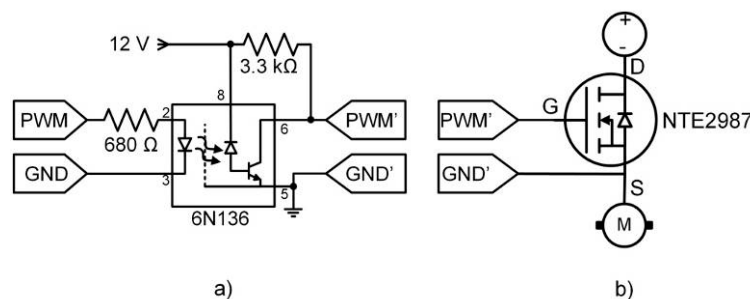 12 V
3.3 kΩ
8
PWM
2
680 Ω
6
PWM'
GND
3
5
GND'
6N136
a)
+
-
D
G
PWM'
NTE2987
GND'
S
M
b)